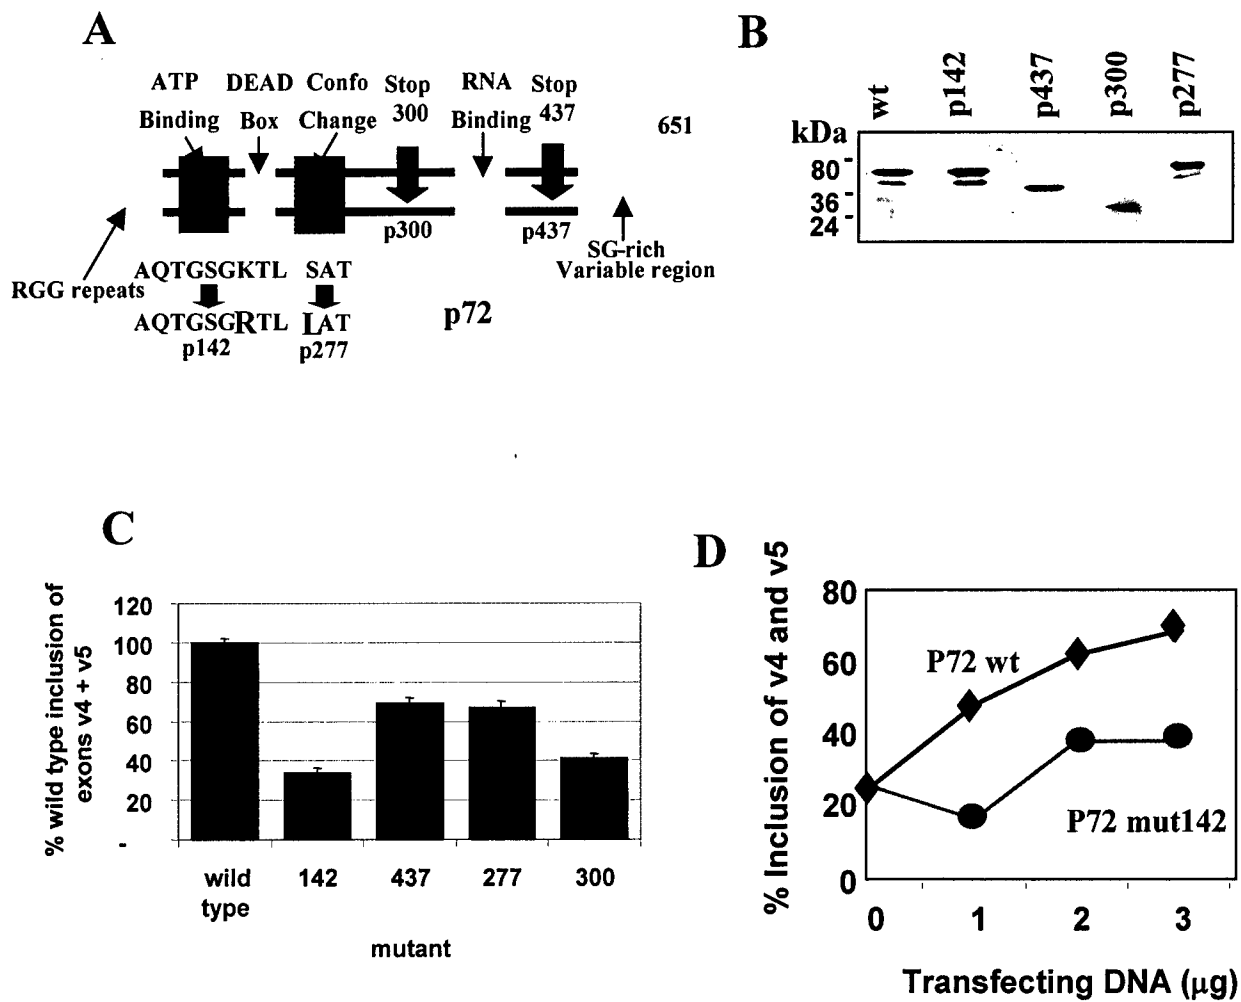 A
ATP DEAD Confo Stop RNA Stop
300 437
Binding Box Change Binding
651
p300 p437
SG-rich
Variable region
RGG repeats
AQTGSGKTL SAT
AQTGSGRTL LAT
p142 p277
p72
B
wt p142 p437 p300 p277
kDa
80
36
24
C
% wild type inclusion of
exons v4 + v5
120
100
80
60
40
20
-
wild
type
142 437 277 300
mutant
D
% Inclusion of v4 and v5
80
60
40
20
0
P72 wt
P72 mut142
0 1 2 3
Transfecting DNA (µg)